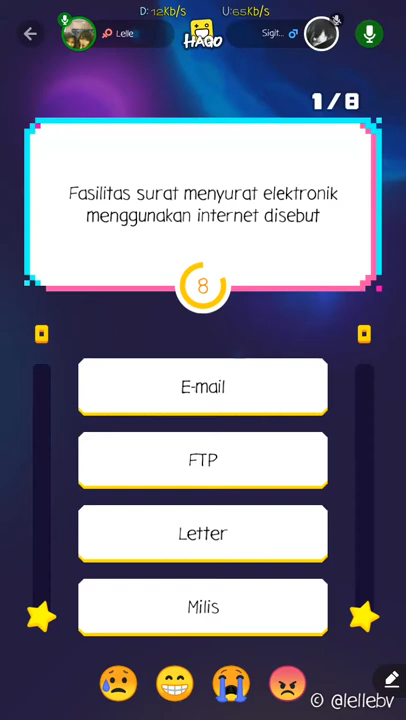 D: 12Kb/s U:65Kb/s
Lelle
HAGO
Sigit...
1/8
Fasilitas surat menyurat elektronik
menggunakan internet disebut
8
E-mail
FTP
Letter
Milis
© @lellebv